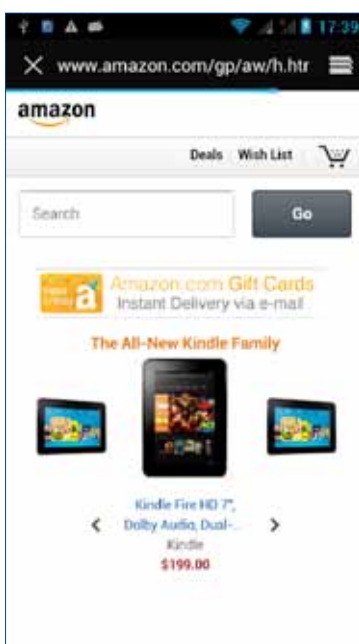 17:39
www.amazon.com/gp/aw/h.htr
amazon
Deals Wish List
Search Go
Amazon.com Gift Cards
Instant Delivery via e-mail
The All-New Kindle Family
Kindle Fire HD 7",
Dolby Audio, Dual-...
Kindle
$199.00